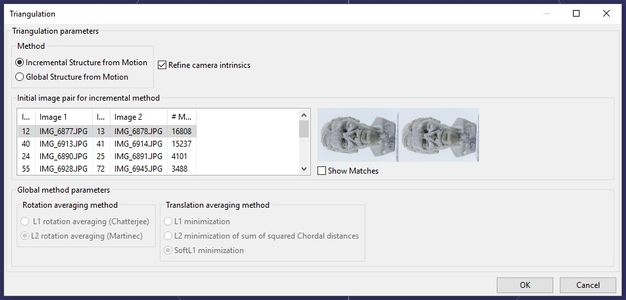 Triangulation
Triangulation parameters
Method
Incremental Structure from Motion
Global Structure from Motion
Refine camera intrinsics
Initial image pair for incremental method
I... Image 1 I... Image 2 # M...
12 IMG_6877.JPG 13 IMG_6878.JPG 16808
40 IMG_6913.JPG 41 IMG_6914.JPG 15237
24 IMG_6890.JPG 25 IMG_6891.JPG 4101
55 IMG_6928.JPG 72 IMG_6945.JPG 3488
Show Matches
Global method parameters
Rotation averaging method
L1 rotation averaging (Chatterjee)
L2 rotation averaging (Martinec)
Translation averaging method
L1 minimization
L2 minimization of sum of squared Chordal distances
SoftL1 minimization
OK
Cancel